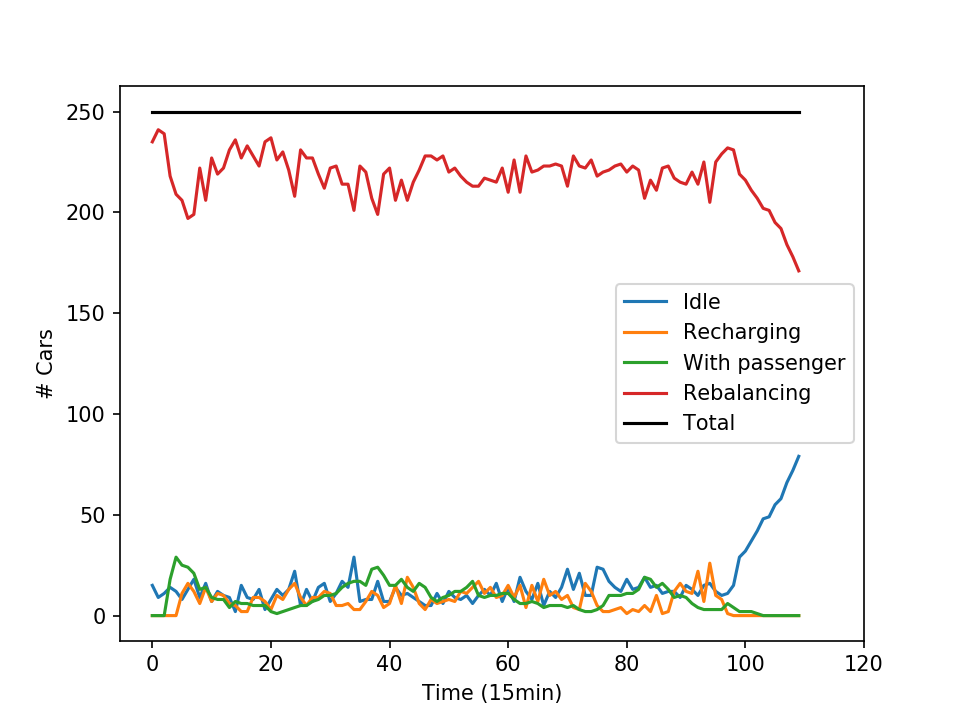 250
200
150
100
50
0
# Cars
Idle
Recharging
With passenger
Rebalancing
Total
0 20 40 60 80 100 120
Time (15min)